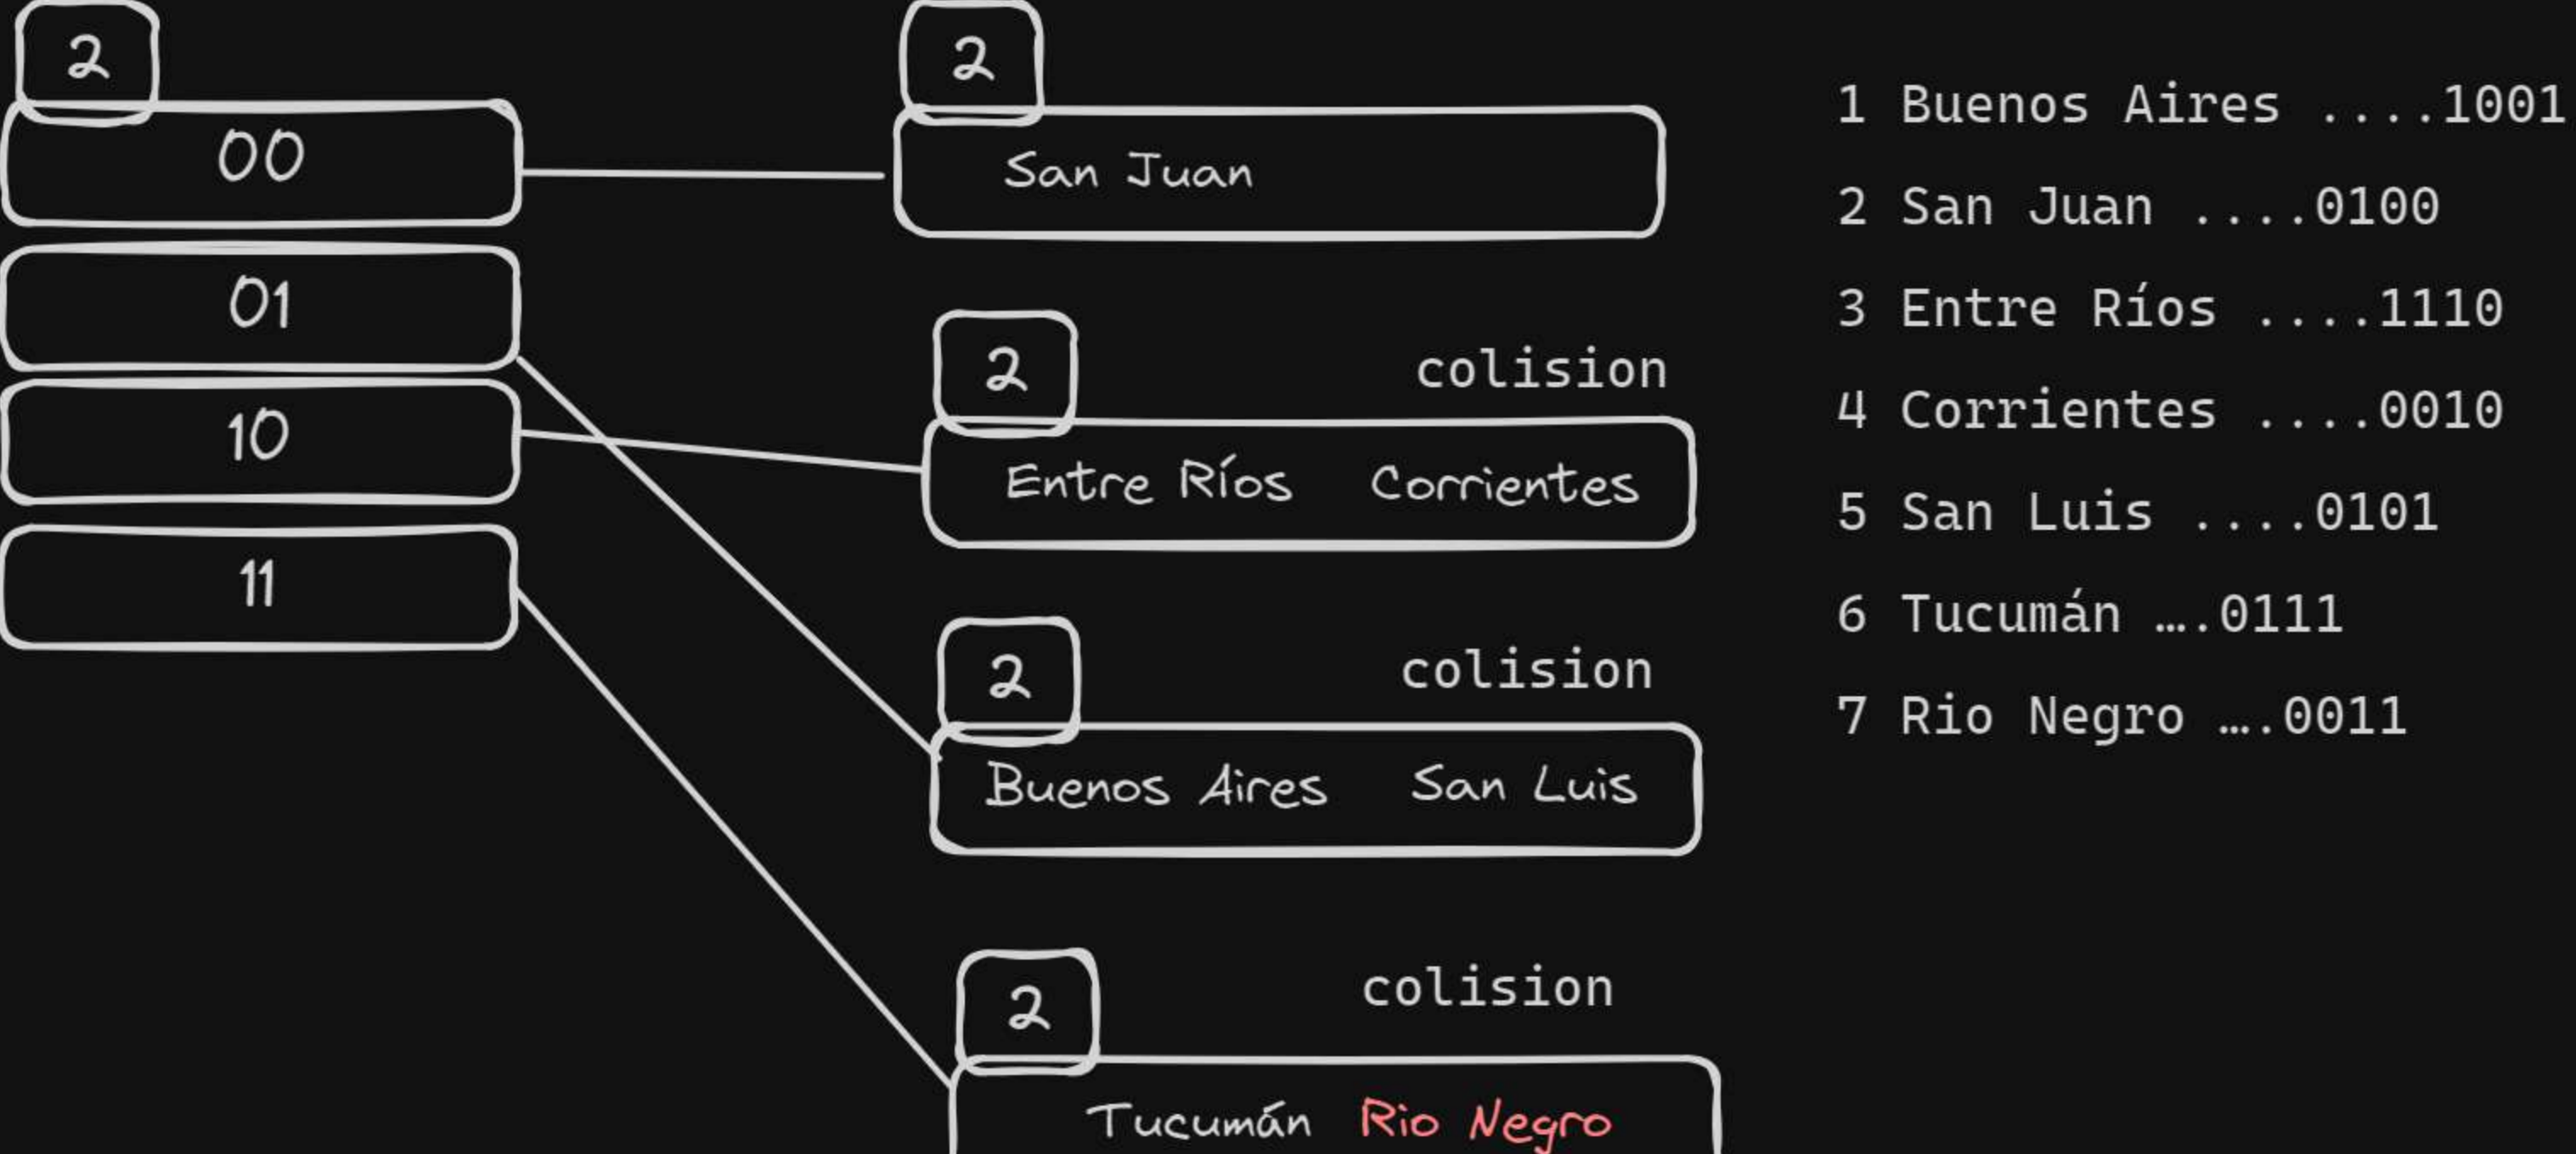 2
00
01
10
11
2
San Juan
2
colision
Entre Ríos Corrientes
2
colision
Buenos Aires San Luis
2
colision
Tucumán Rio Negro
1 Buenos Aires ....1001
2 San Juan ....0100
3 Entre Ríos ....1110
4 Corrientes ....0010
5 San Luis ....0101
6 Tucumán ….0111
7 Rio Negro ….0011